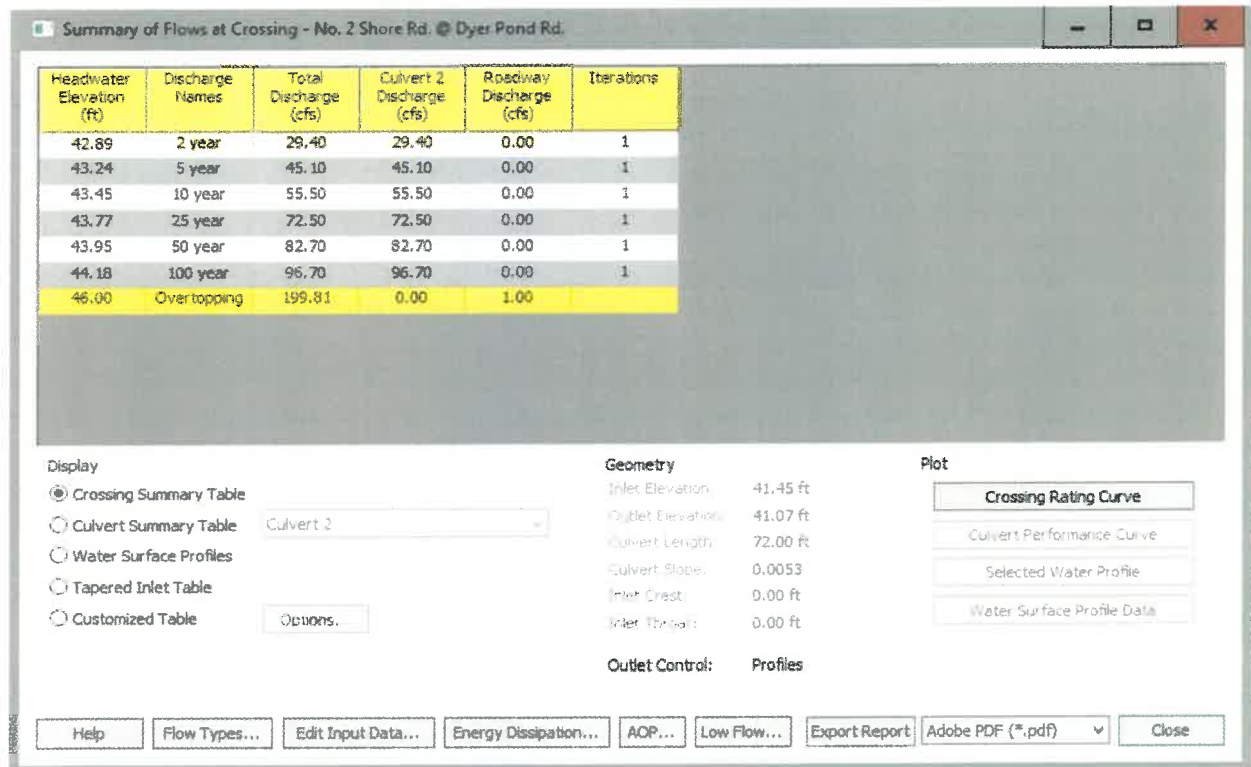 Summary of Flows at Crossing - No. 2 Shore Rd. @ Dyer Pond Rd.
Headwater Elevation (ft) Discharge Names Total Discharge (cfs) Culvert 2 Discharge (cfs) Roadway Discharge (cfs) Iterations
42.89 2 year 29.40 29.40 0.00 1
43.24 5 year 45.10 45.10 0.00 1
43.45 10 year 55.50 55.50 0.00 1
43.77 25 year 72.50 72.50 0.00 1
43.95 50 year 82.70 82.70 0.00 1
44.18 100 year 96.70 96.70 0.00 1
46.00 Overtopping 199.81 0.00 1.00
Display
Crossing Summary Table
Culvert Summary Table Culvert 2
Water Surface Profiles
Tapered Inlet Table
Customized Table Options.
Geometry
Inlet Elevation: 41.45 ft
Outlet Elevation: 41.07 ft
Culvert Length: 72.00 ft
Culvert Slope: 0.0053
Inlet Crest: 0.00 ft
Inlet Throat: 0.00 ft
Outlet Control: Profiles
Plot
Crossing Rating Curve
Culvert Performance Curve
Selected Water Profile
Water Surface Profile Data
Help Flow Types... Edit Input Data... Energy Dissipation... AOP... Low Flow... Export Report Adobe PDF (*.pdf) Close